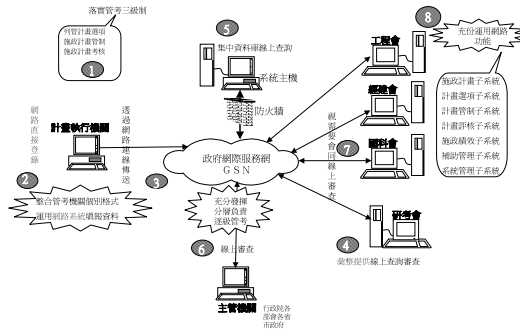 落實管考三級制
列管計畫選項
施政計畫管制
施政計畫考核
1
5
集中資料庫線上查詢
系統主機
防火牆
8
充份運用網路
功能
工程會
經建會
國科會
研考會
施政計畫子系統
計畫選項子系統
計畫管制子系統
計畫評核子系統
施政績效子系統
補助管理子系統
系統管理子系統
網路直接登錄
計畫執行機關
透過網路連線傳送
政府網際服務網
GSN
視需要會同線上審查
7
2
整合管考機關個別格式
運用網路系統填報資料
3
充分發揮
分層負責
逐級管考
6
線上審查
主管機關
行政院各
部會各省
市政府
4
彙整提供線上查詢審查